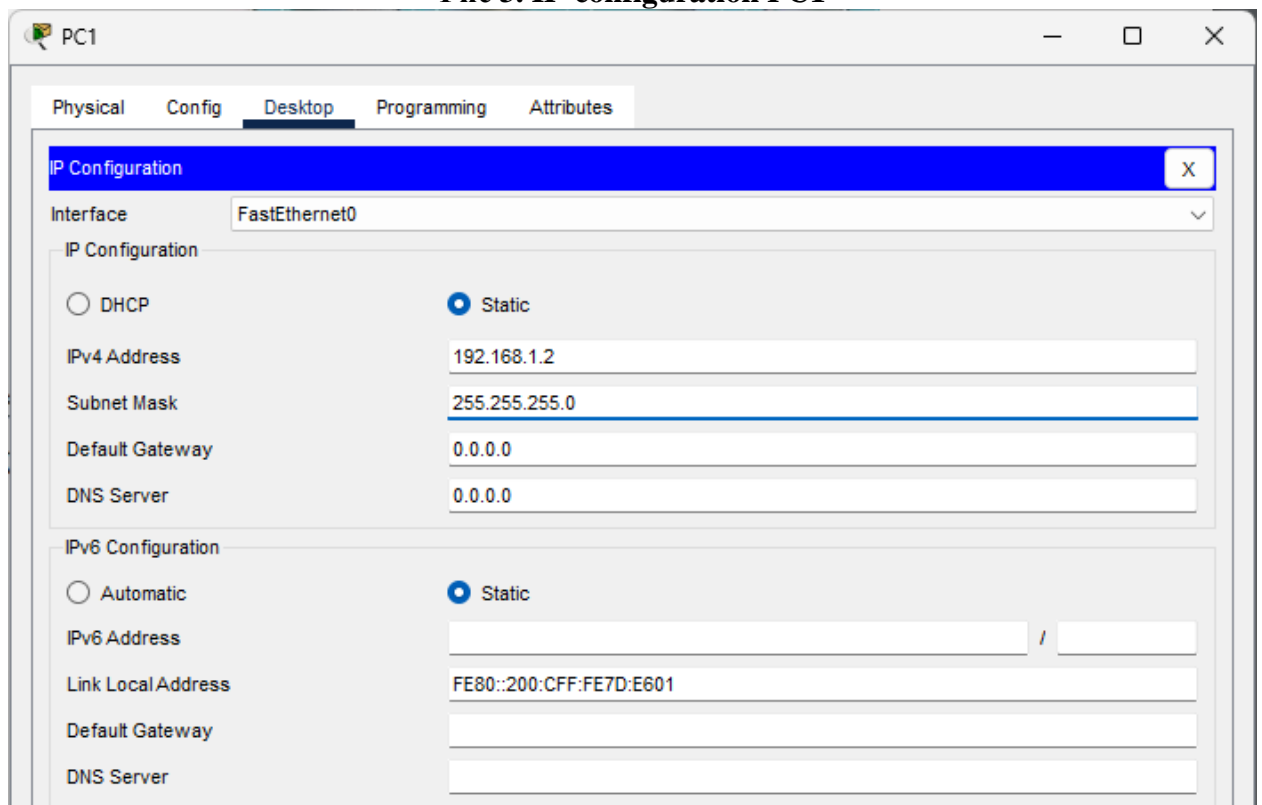 PC1
Physical Config Desktop Programming Attributes
IP Configuration X
Interface FastEthernet0
IP Configuration
DHCP Static
IPv4 Address 192.168.1.2
Subnet Mask 255.255.255.0
Default Gateway 0.0.0.0
DNS Server 0.0.0.0
IPv6 Configuration
Automatic Static
IPv6 Address /
Link Local Address FE80::200:CFF:FE7D:E601
Default Gateway
DNS Server